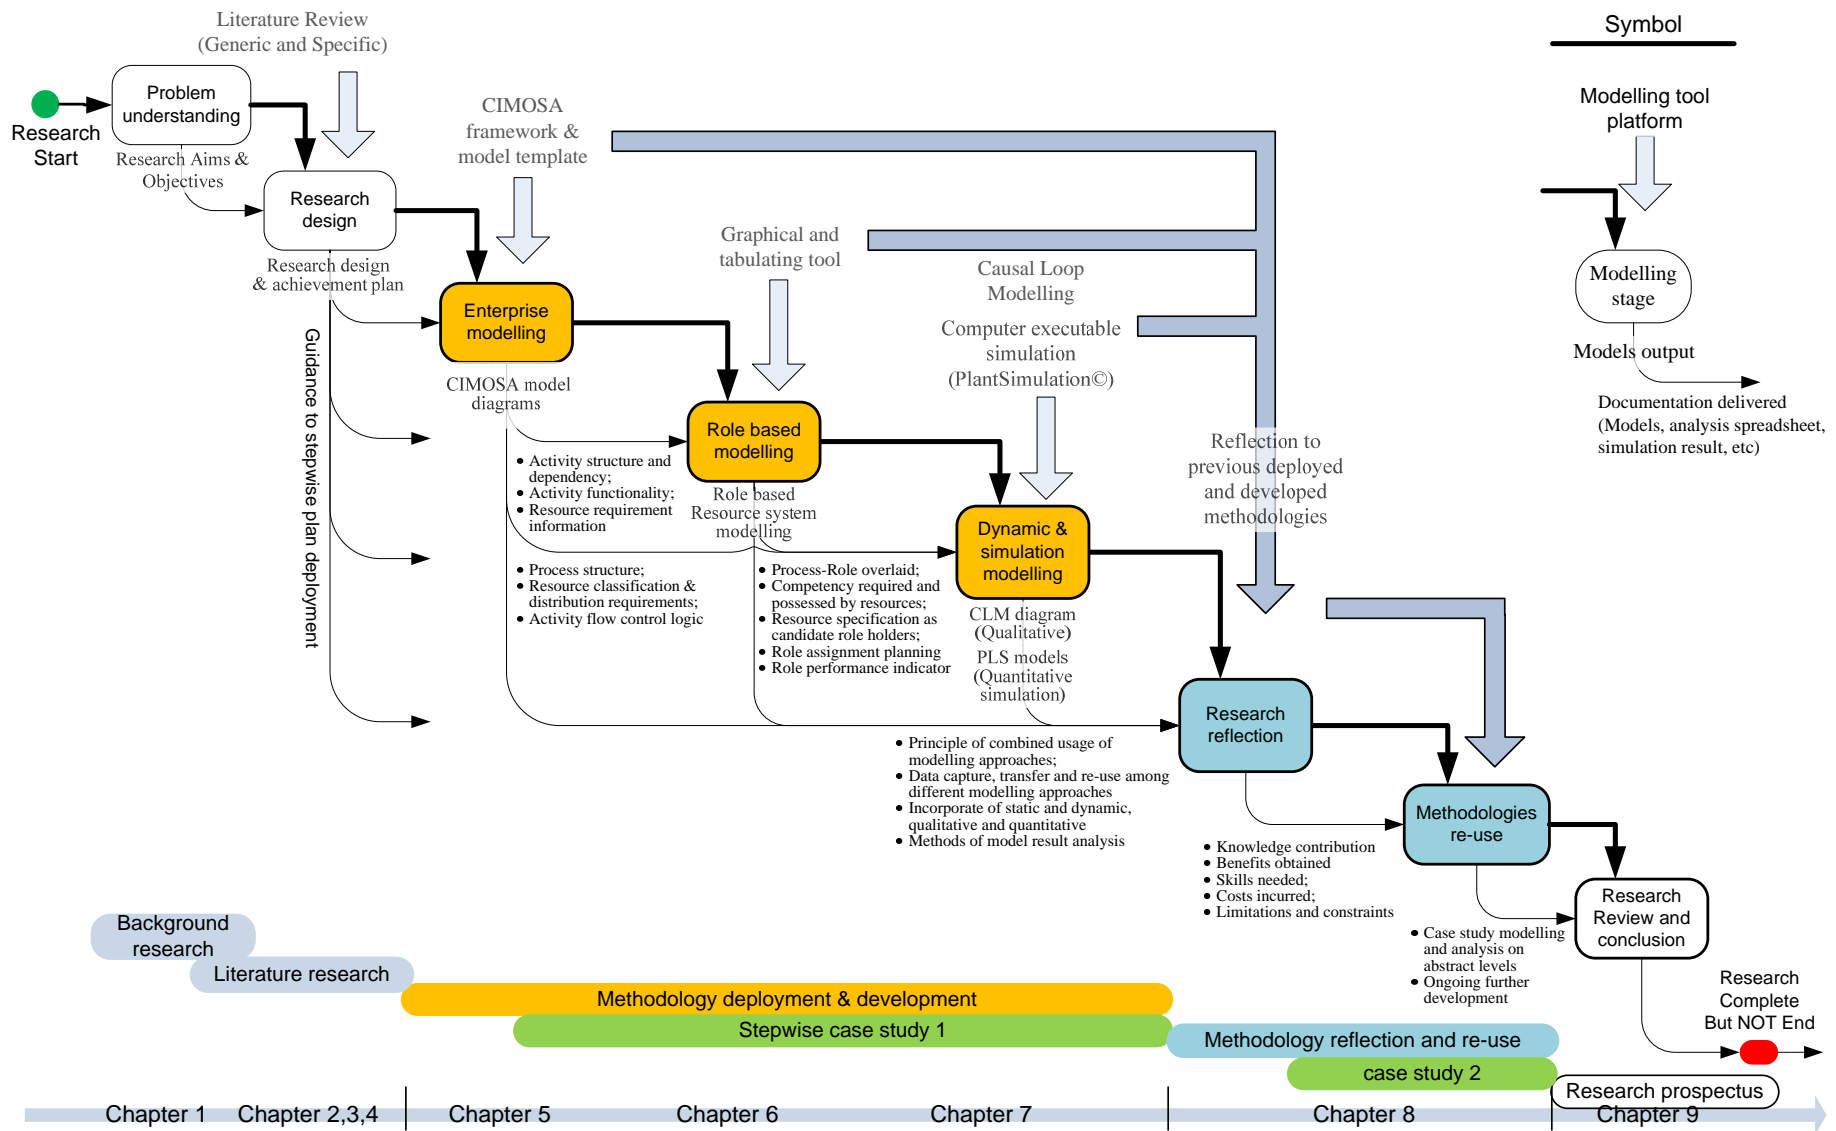 Literature Review
(Generic and Specific)
Symbol
Problem
understanding
Research
Start
Research Aims &
Objectives
CIMOSA
framework &
model template
Modelling tool
platform
Research
design
Research design
& achievement plan
Graphical and
tabulating tool
Causal Loop
Modelling
Computer executable
simulation
(PlantSimulation©)
Modelling
stage
Models output
Documentation delivered
(Models, analysis spreadsheet,
simulation result, etc)
Guidance to stepwise plan deployment
Enterprise
modelling
CIMOSA model
diagrams
Role based
modelling
Role based
Resource system
modelling
• Activity structure and
dependency;
• Activity functionality;
• Resource requirement
information
Reflection to
previous deployed
and developed
methodologies
Dynamic &
simulation
modelling
• Process structure;
• Resource classification &
distribution requirements;
• Activity flow control logic
• Process-Role overlaid;
• Competency required and
possessed by resources;
• Resource specification as
candidate role holders;
• Role assignment planning
• Role performance indicator
CLM diagram
(Qualitative)
PLS models
(Quantitative
simulation)
Research
reflection
• Principle of combined usage of
modelling approaches;
• Data capture, transfer and re-use among
different modelling approaches
• Incorporate of static and dynamic,
qualitative and quantitative
• Methods of model result analysis
Methodologies
re-use
• Knowledge contribution
• Benefits obtained
• Skills needed;
• Costs incurred;
• Limitations and constraints
Research
Review and
conclusion
• Case study modelling
and analysis on
abstract levels
• Ongoing further
development
Research
Complete
But NOT End
Background
research
Literature research
Methodology deployment & development
Stepwise case study 1
Methodology reflection and re-use
case study 2
Research prospectus
Chapter 1
Chapter 2,3,4
Chapter 5
Chapter 6
Chapter 7
Chapter 8
Chapter 9